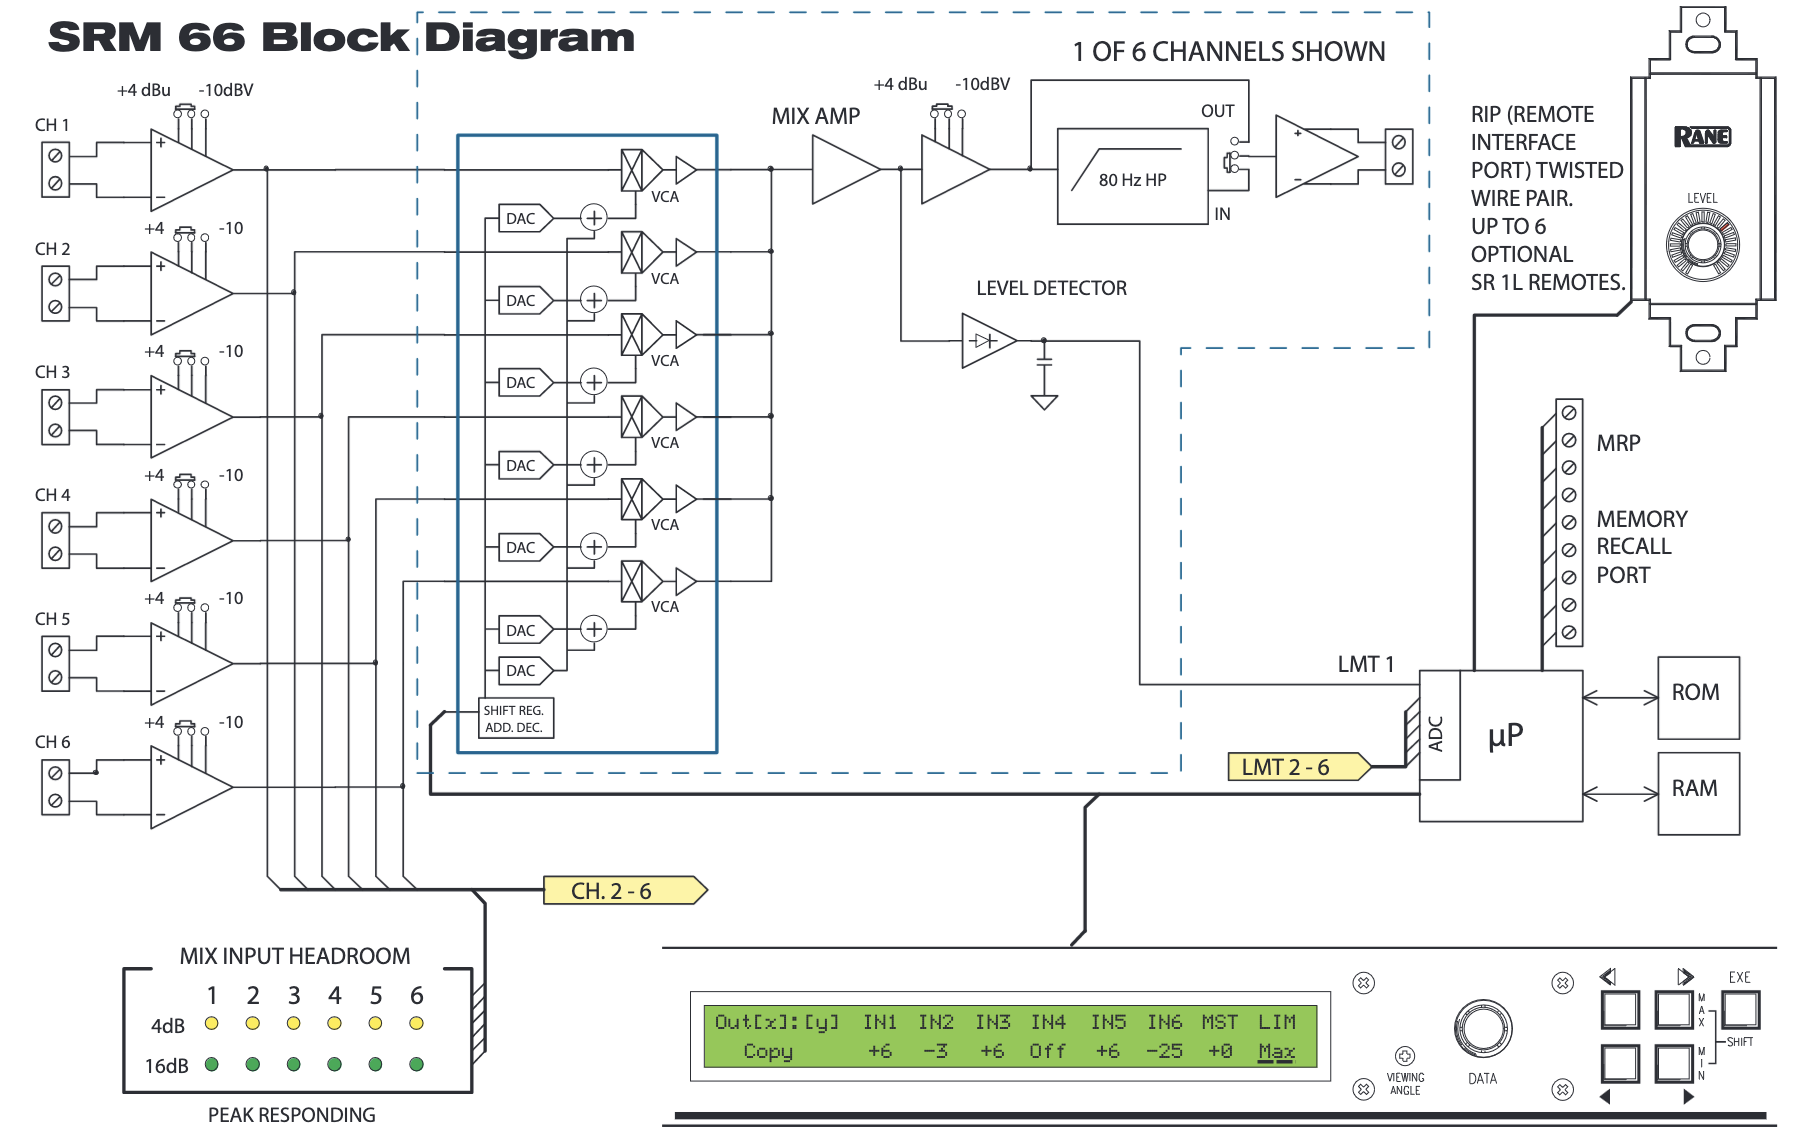 SRM 66 Block Diagram
1 OF 6 CHANNELS SHOWN
+4 dBu -10dBV
CH 1
+4 -10
CH 2
+4 -10
CH 3
+4 -10
CH 4
+4 -10
CH 5
+4 -10
CH 6
VCA
DAC
VCA
DAC
VCA
DAC
VCA
DAC
VCA
DAC
VCA
DAC
DAC
SHIFT REG.
ADD. DEC.
MIX AMP
+4 dBu -10dBV
80 Hz HP
OUT
IN
LEVEL DETECTOR
RIP (REMOTE
INTERFACE
PORT) TWISTED
WIRE PAIR.
UP TO 6
OPTIONAL
SR 1L REMOTES.
RANE
LEVEL
MRP
MEMORY
RECALL
PORT
LMT 1
ADC
µP
ROM
RAM
LMT 2 - 6
CH. 2 - 6
MIX INPUT HEADROOM
1 2 3 4 5 6
4dB
16dB
PEAK RESPONDING
Out[x]:[y] IN1 IN2 IN3 IN4 IN5 IN6 MST LIM
Copy +6 -3 +6 Off +6 -25 +0 Max
VIEWING
ANGLE
DATA
EXE
MAX
SHIFT
MIN